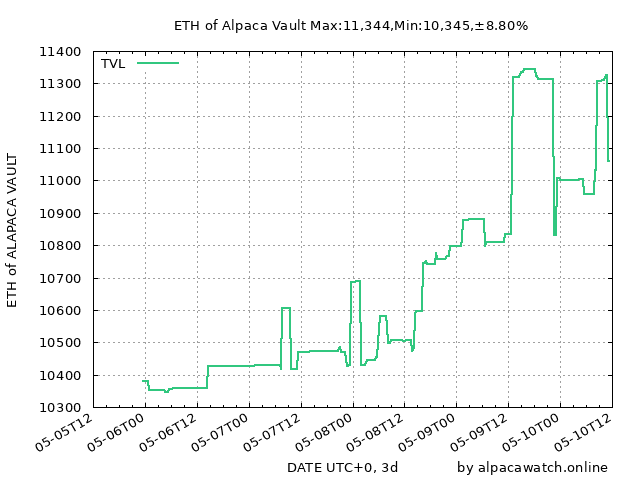 ETH of Alpaca Vault Max:11,344,Min:10,345,±8.80%
TVL
ETH of ALAPACA VAULT
11400
11300
11200
11100
11000
10900
10800
10700
10600
10500
10400
10300
05-05T12
05-06T00
05-06T12
05-07T00
05-07T12
05-08T00
05-08T12
05-09T00
05-09T12
05-10T00
05-10T12
DATE UTC+0, 3d
by alpacawatch.online